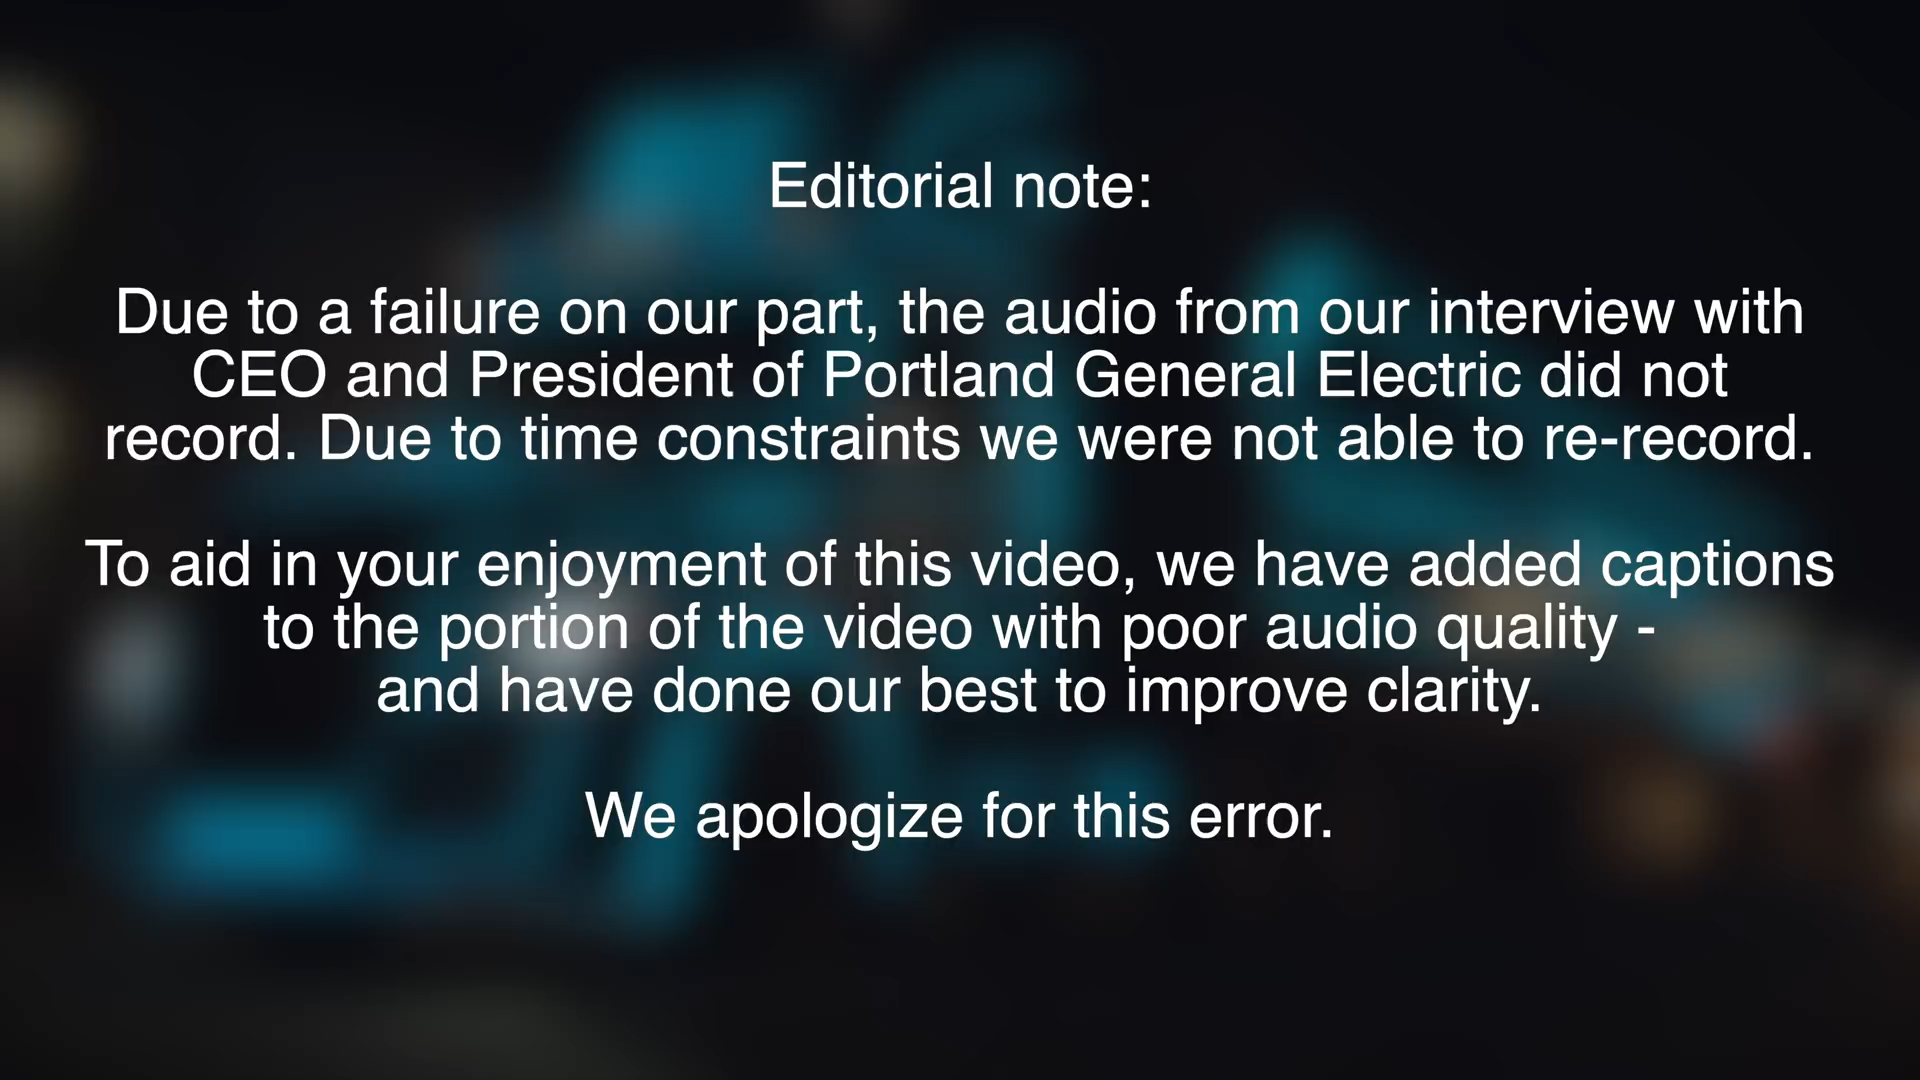 Editorial note:
Due to a failure on our part, the audio from our interview with
CEO and President of Portland General Electric did not
record. Due to time constraints we were not able to re-record.
To aid in your enjoyment of this video, we have added captions
to the portion of the video with poor audio quality -
and have done our best to improve clarity.
We apologize for this error.